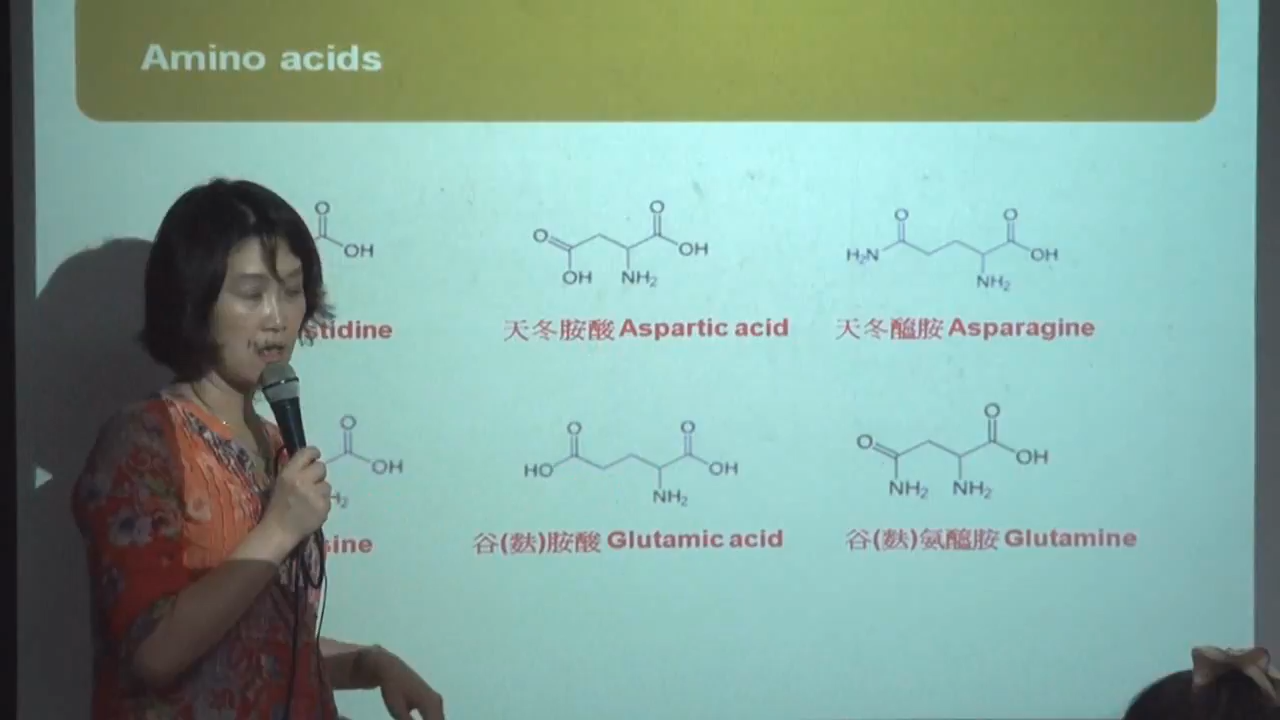 Amino acids
O
OH
stidine
O
O
OH
OH
NH₂
天冬胺酸 Aspartic acid
O
O
H₂N
OH
NH₂
天冬醯胺 Asparagine
O
OH
H₂
sine
O
O
HO
OH
NH₂
谷(麩)胺酸 Glutamic acid
O
O
OH
NH₂
NH₂
谷(麩)氨醯胺 Glutamine